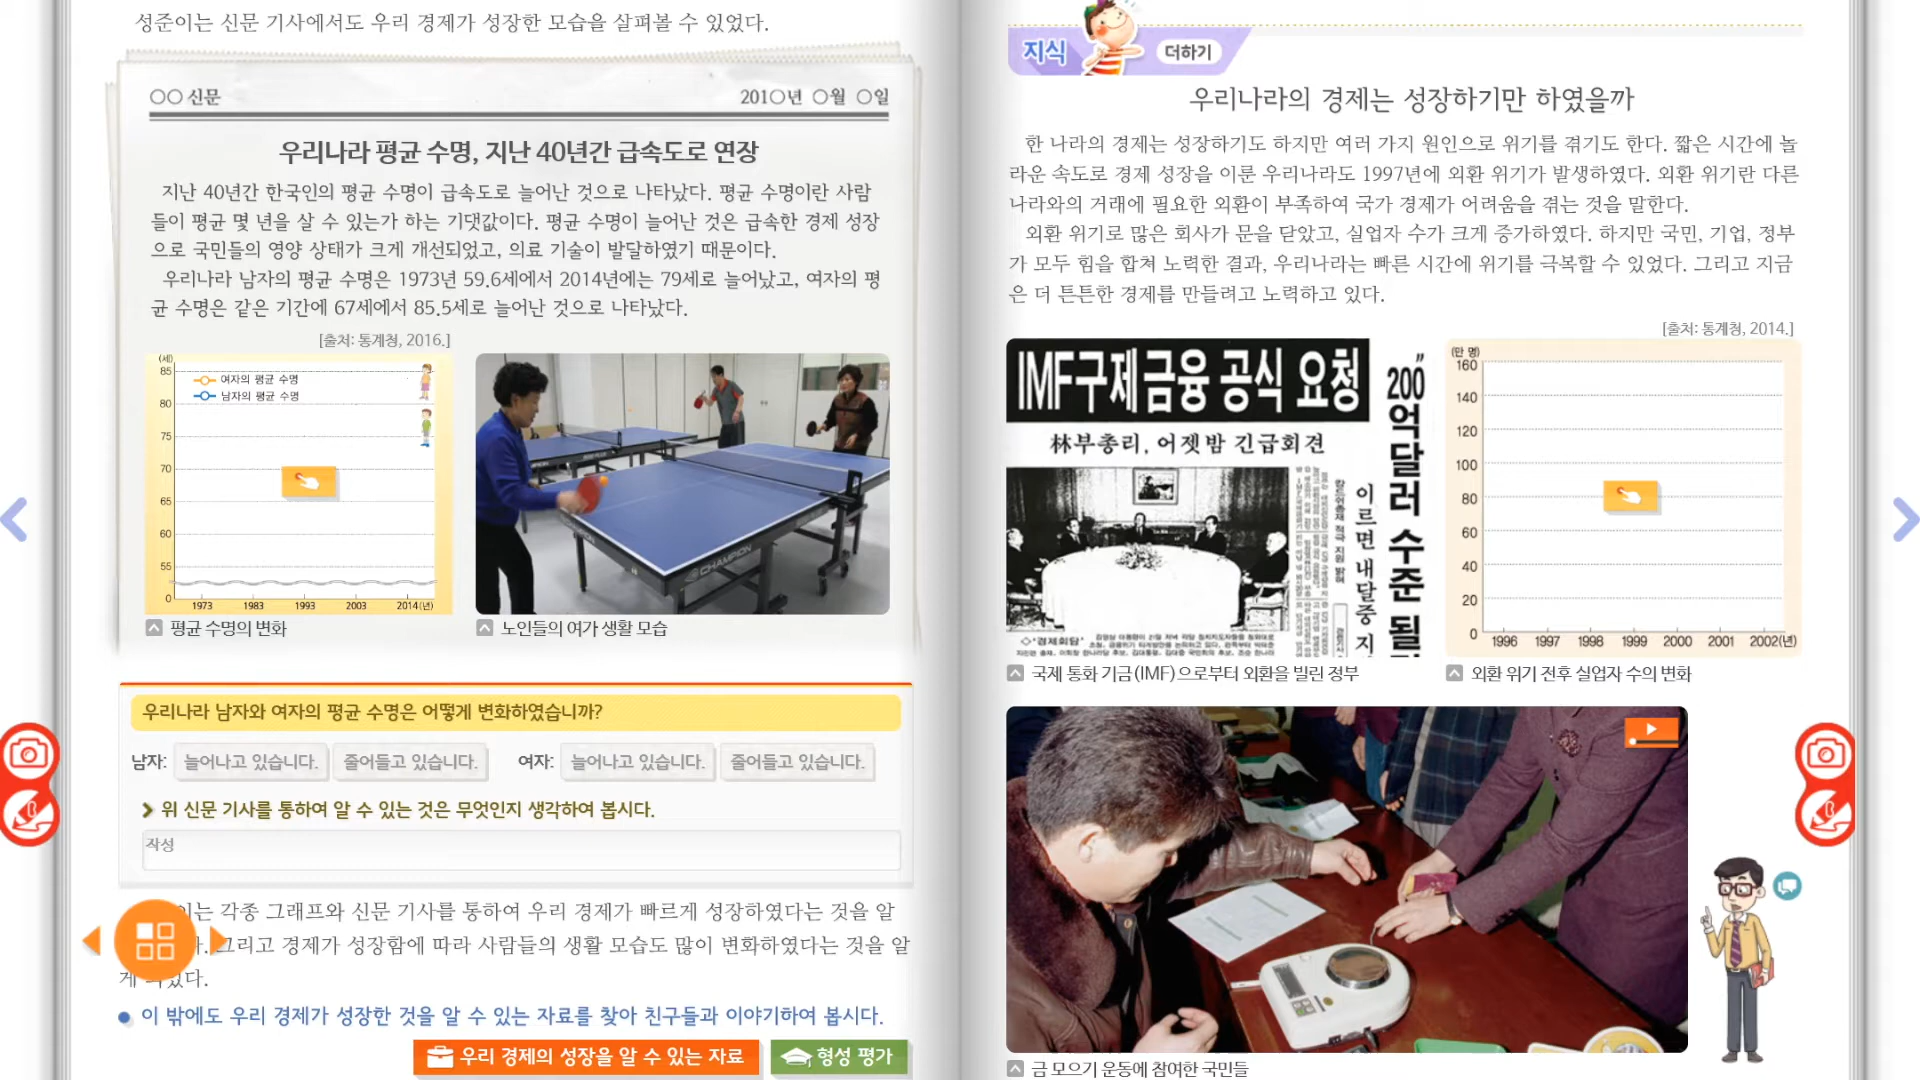 성준이는 신문 기사에서도 우리 경제가 성장한 모습을 살펴볼 수 있었다.
○○ 신문 201○년 ○월 ○일
우리나라 평균 수명, 지난 40년간 급속도로 연장
지난 40년간 한국인의 평균 수명이 급속도로 늘어난 것으로 나타났다. 평균 수명이란 사람
들이 평균 몇 년을 살 수 있는가 하는 기댓값이다. 평균 수명이 늘어난 것은 급속한 경제 성장
으로 국민들의 영양 상태가 크게 개선되었고, 의료 기술이 발달하였기 때문이다.
우리나라 남자의 평균 수명은 1973년 59.6세에서 2014년에는 79세로 늘어났고, 여자의 평
균 수명은 같은 기간에 67세에서 85.5세로 늘어난 것으로 나타났다.
[출처: 통계청, 2016.]
(세)
85
80
75
70
65
60
55
0
여자의 평균 수명
남자의 평균 수명
1973 1983 1993 2003 2014(년)
평균 수명의 변화
CHAMPION
노인들의 여가 생활 모습
우리나라 남자와 여자의 평균 수명은 어떻게 변화하였습니까?
남자: 늘어나고 있습니다. 줄어들고 있습니다. 여자: 늘어나고 있습니다. 줄어들고 있습니다.
위 신문 기사를 통하여 알 수 있는 것은 무엇인지 생각하여 봅시다.
작성
이는 각종 그래프와 신문 기사를 통하여 우리 경제가 빠르게 성장하였다는 것을 알
그리고 경제가 성장함에 따라 사람들의 생활 모습도 많이 변화하였다는 것을 알
게 었다.
이 밖에도 우리 경제가 성장한 것을 알 수 있는 자료를 찾아 친구들과 이야기하여 봅시다.
우리 경제의 성장을 알 수 있는 자료 형성 평가
지식 더하기
우리나라의 경제는 성장하기만 하였을까
한 나라의 경제는 성장하기도 하지만 여러 가지 원인으로 위기를 겪기도 한다. 짧은 시간에 놀
라운 속도로 경제 성장을 이룬 우리나라도 1997년에 외환 위기가 발생하였다. 외환 위기란 다른
나라와의 거래에 필요한 외환이 부족하여 국가 경제가 어려움을 겪는 것을 말한다.
외환 위기로 많은 회사가 문을 닫았고, 실업자 수가 크게 증가하였다. 하지만 국민, 기업, 정부
가 모두 힘을 합쳐 노력한 결과, 우리나라는 빠른 시간에 위기를 극복할 수 있었다. 그리고 지금
은 더 튼튼한 경제를 만들려고 노력하고 있다.
IMF구제금융 공식 요청
林부총리, 어젯밤 긴급회견
200억달러 수준 될
이르면 내달중 지
◇'경제회담'
국제 통화 기금(IMF)으로부터 외환을 빌린 정부
[출처: 통계청, 2014.]
(만 명)
160
140
120
100
80
60
40
20
0
1996 1997 1998 1999 2000 2001 2002(년)
외환 위기 전후 실업자 수의 변화
금 모으기 운동에 참여한 국민들